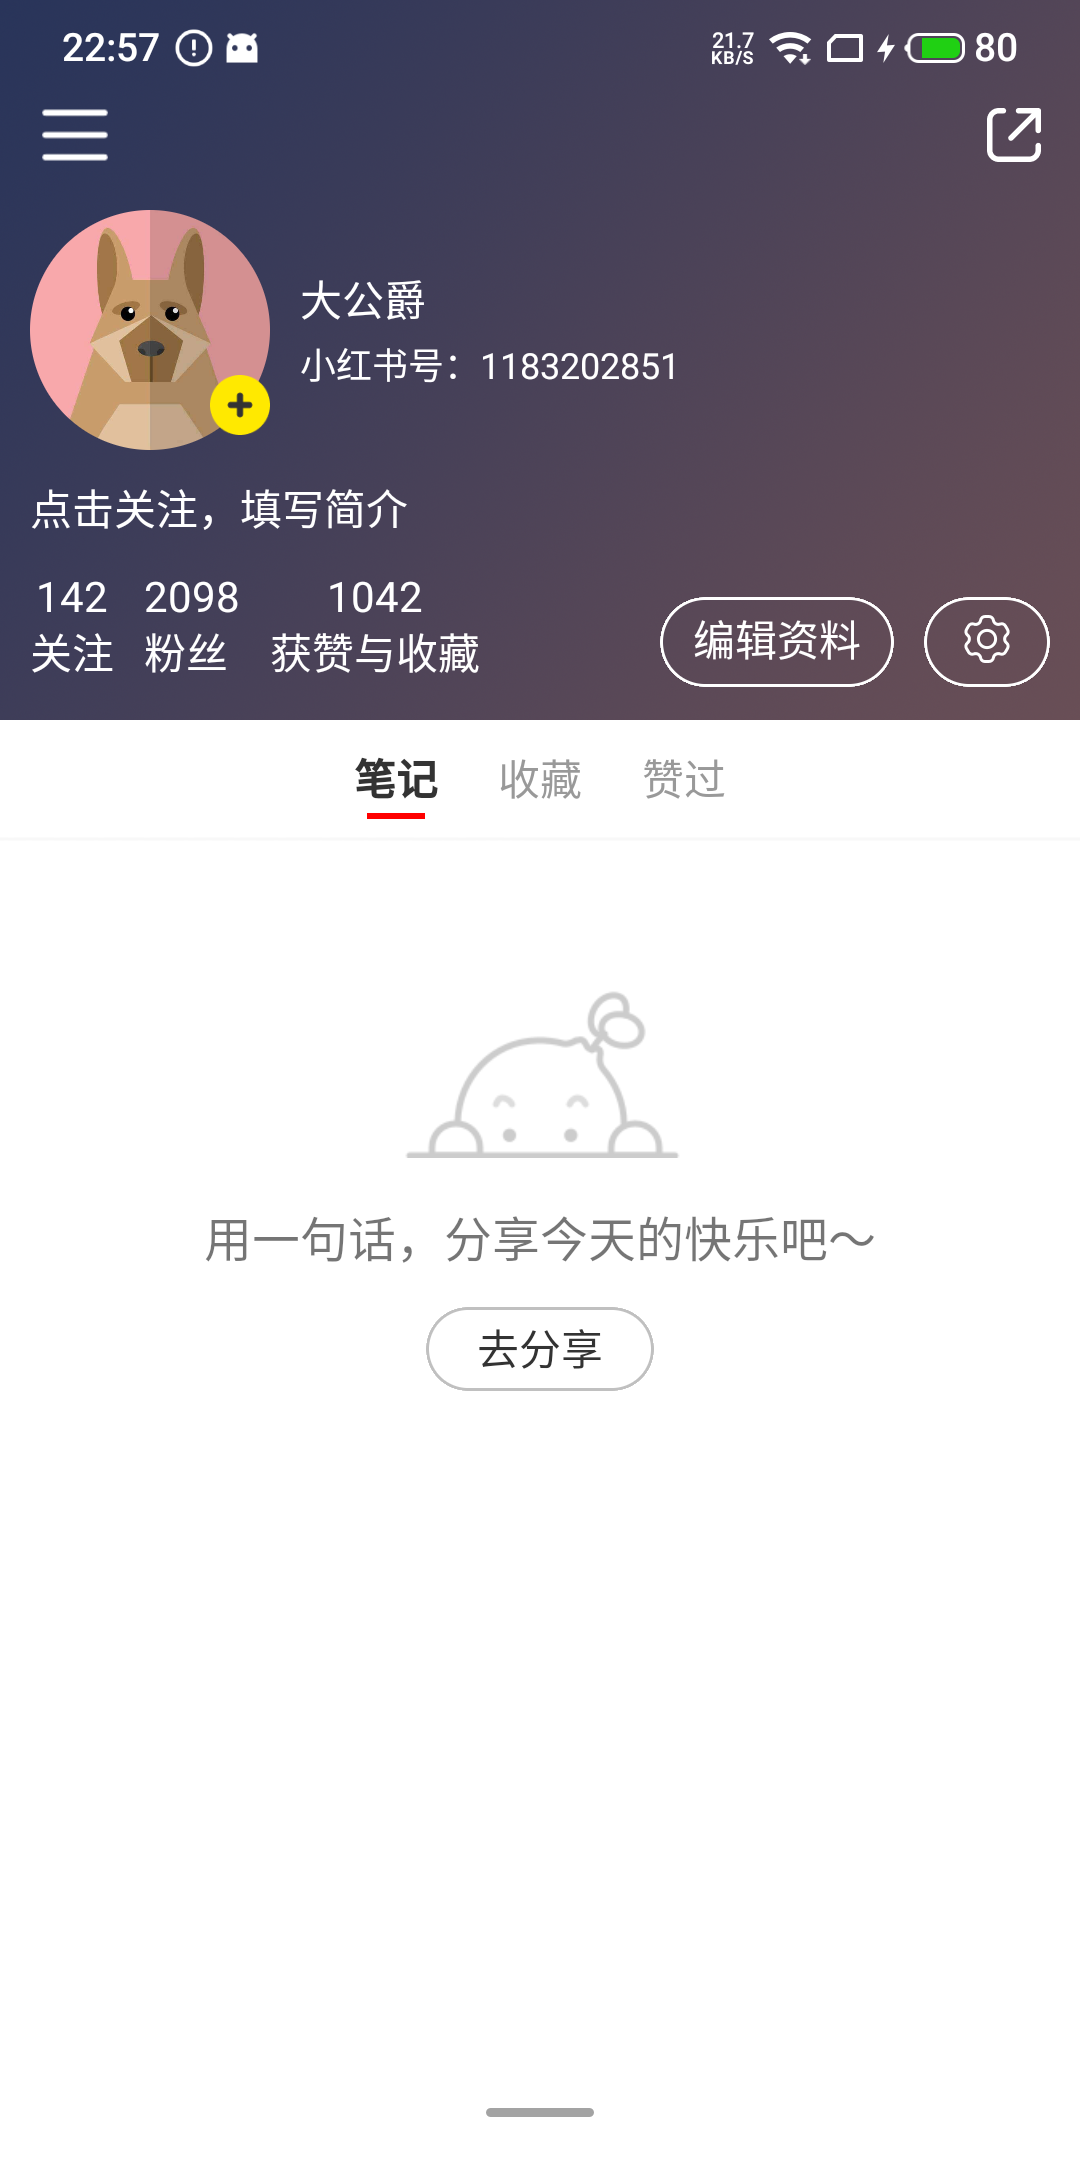 22:57
21.7
KB/S
80
大公爵
小红书号：1183202851
点击关注，填写简介
142 2098 1042
关注 粉丝 获赞与收藏
编辑资料
笔记 收藏 赞过
用一句话，分享今天的快乐吧～
去分享